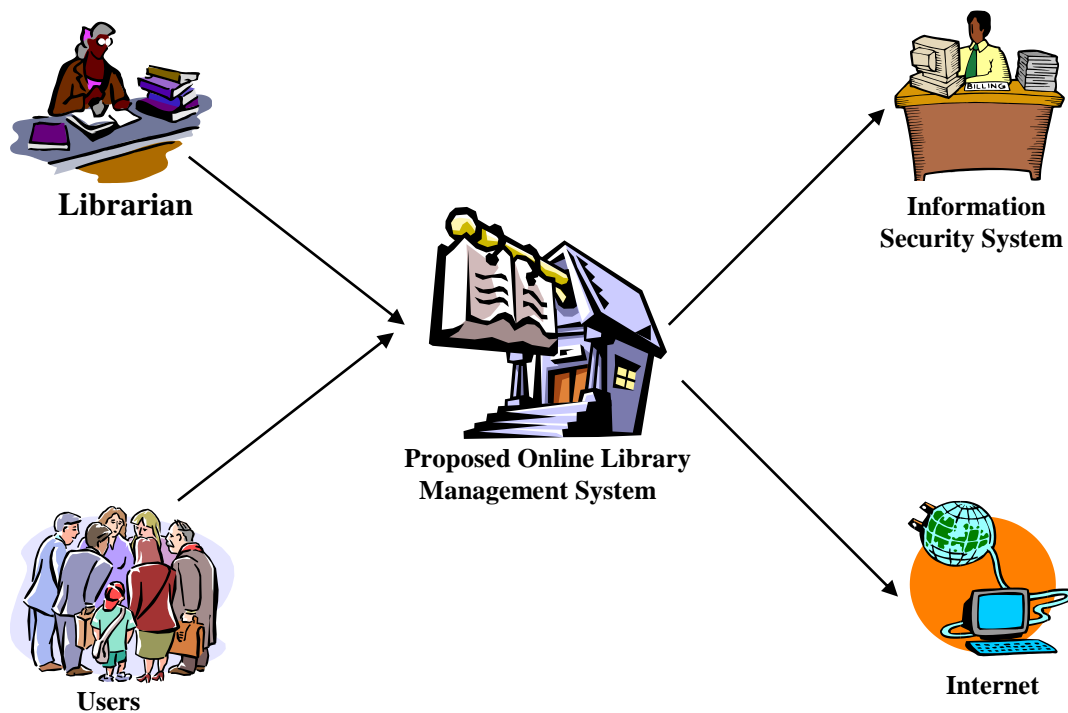 BILLING
Librarian
Information
Security System
Proposed Online Library
Management System
Users
Internet